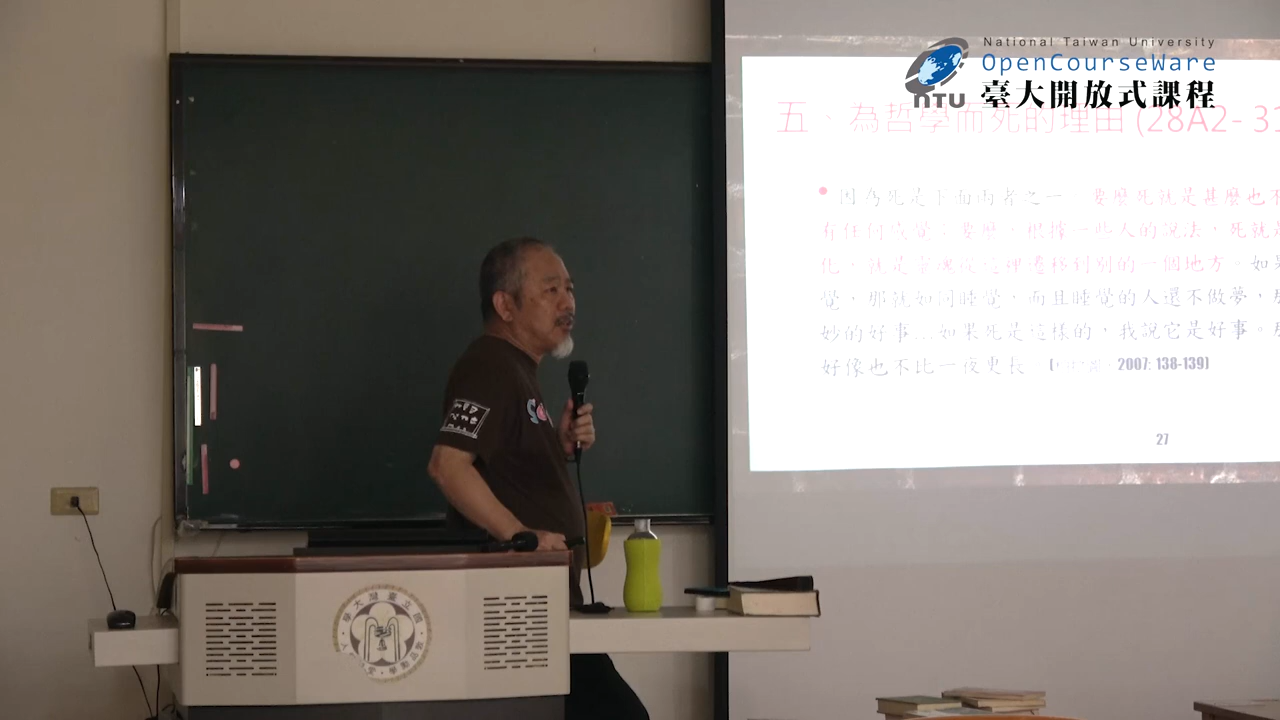 National Taiwan University
OpenCourseWare
NTU 臺大開放式課程
五、為哲學而死的理由 (28A2- 31
• 因為死是下面兩者之一 要麼死就是甚麼也不
有任何感覺；要麼，根據一些人的說法，死就是
化、就是靈魂從這裡遷移到別的一個地方。如果
覺，那就如同睡覺，而且睡覺的人還不做夢，
妙的好事…如果死是這樣的，我說它是好事。
好像也不比一夜更長 2007: 138-139)
27